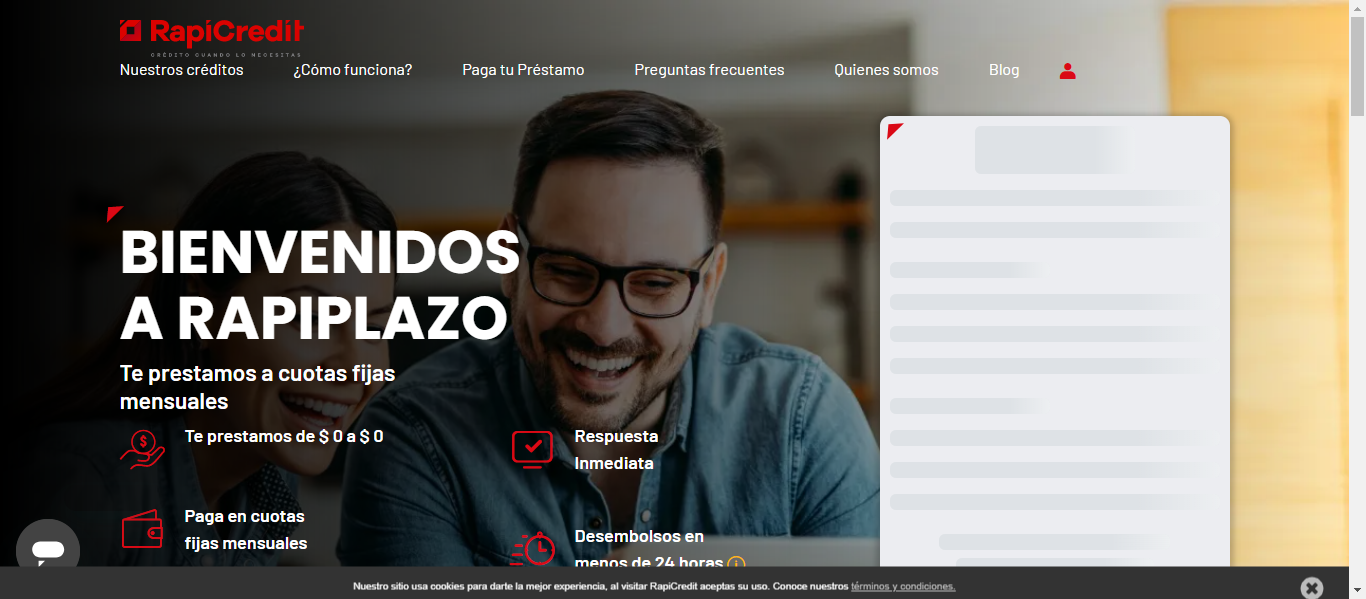 RapiCredit
CRÉDITO CUANDO LO NECESITAS
Nuestros créditos
¿Cómo funciona?
Paga tu Préstamo
Preguntas frecuentes
Quienes somos
Blog
BIENVENIDOS
A RAPIPLAZO
Te prestamos a cuotas fijas
mensuales
Te prestamos de $ 0 a $ 0
Respuesta
Inmediata
Paga en cuotas
fijas mensuales
Desembolsos en
menos de 24 horas
Nuestro sitio usa cookies para darte la mejor experiencia, al visitar RapiCredit aceptas su uso. Conoce nuestros términos y condiciones.